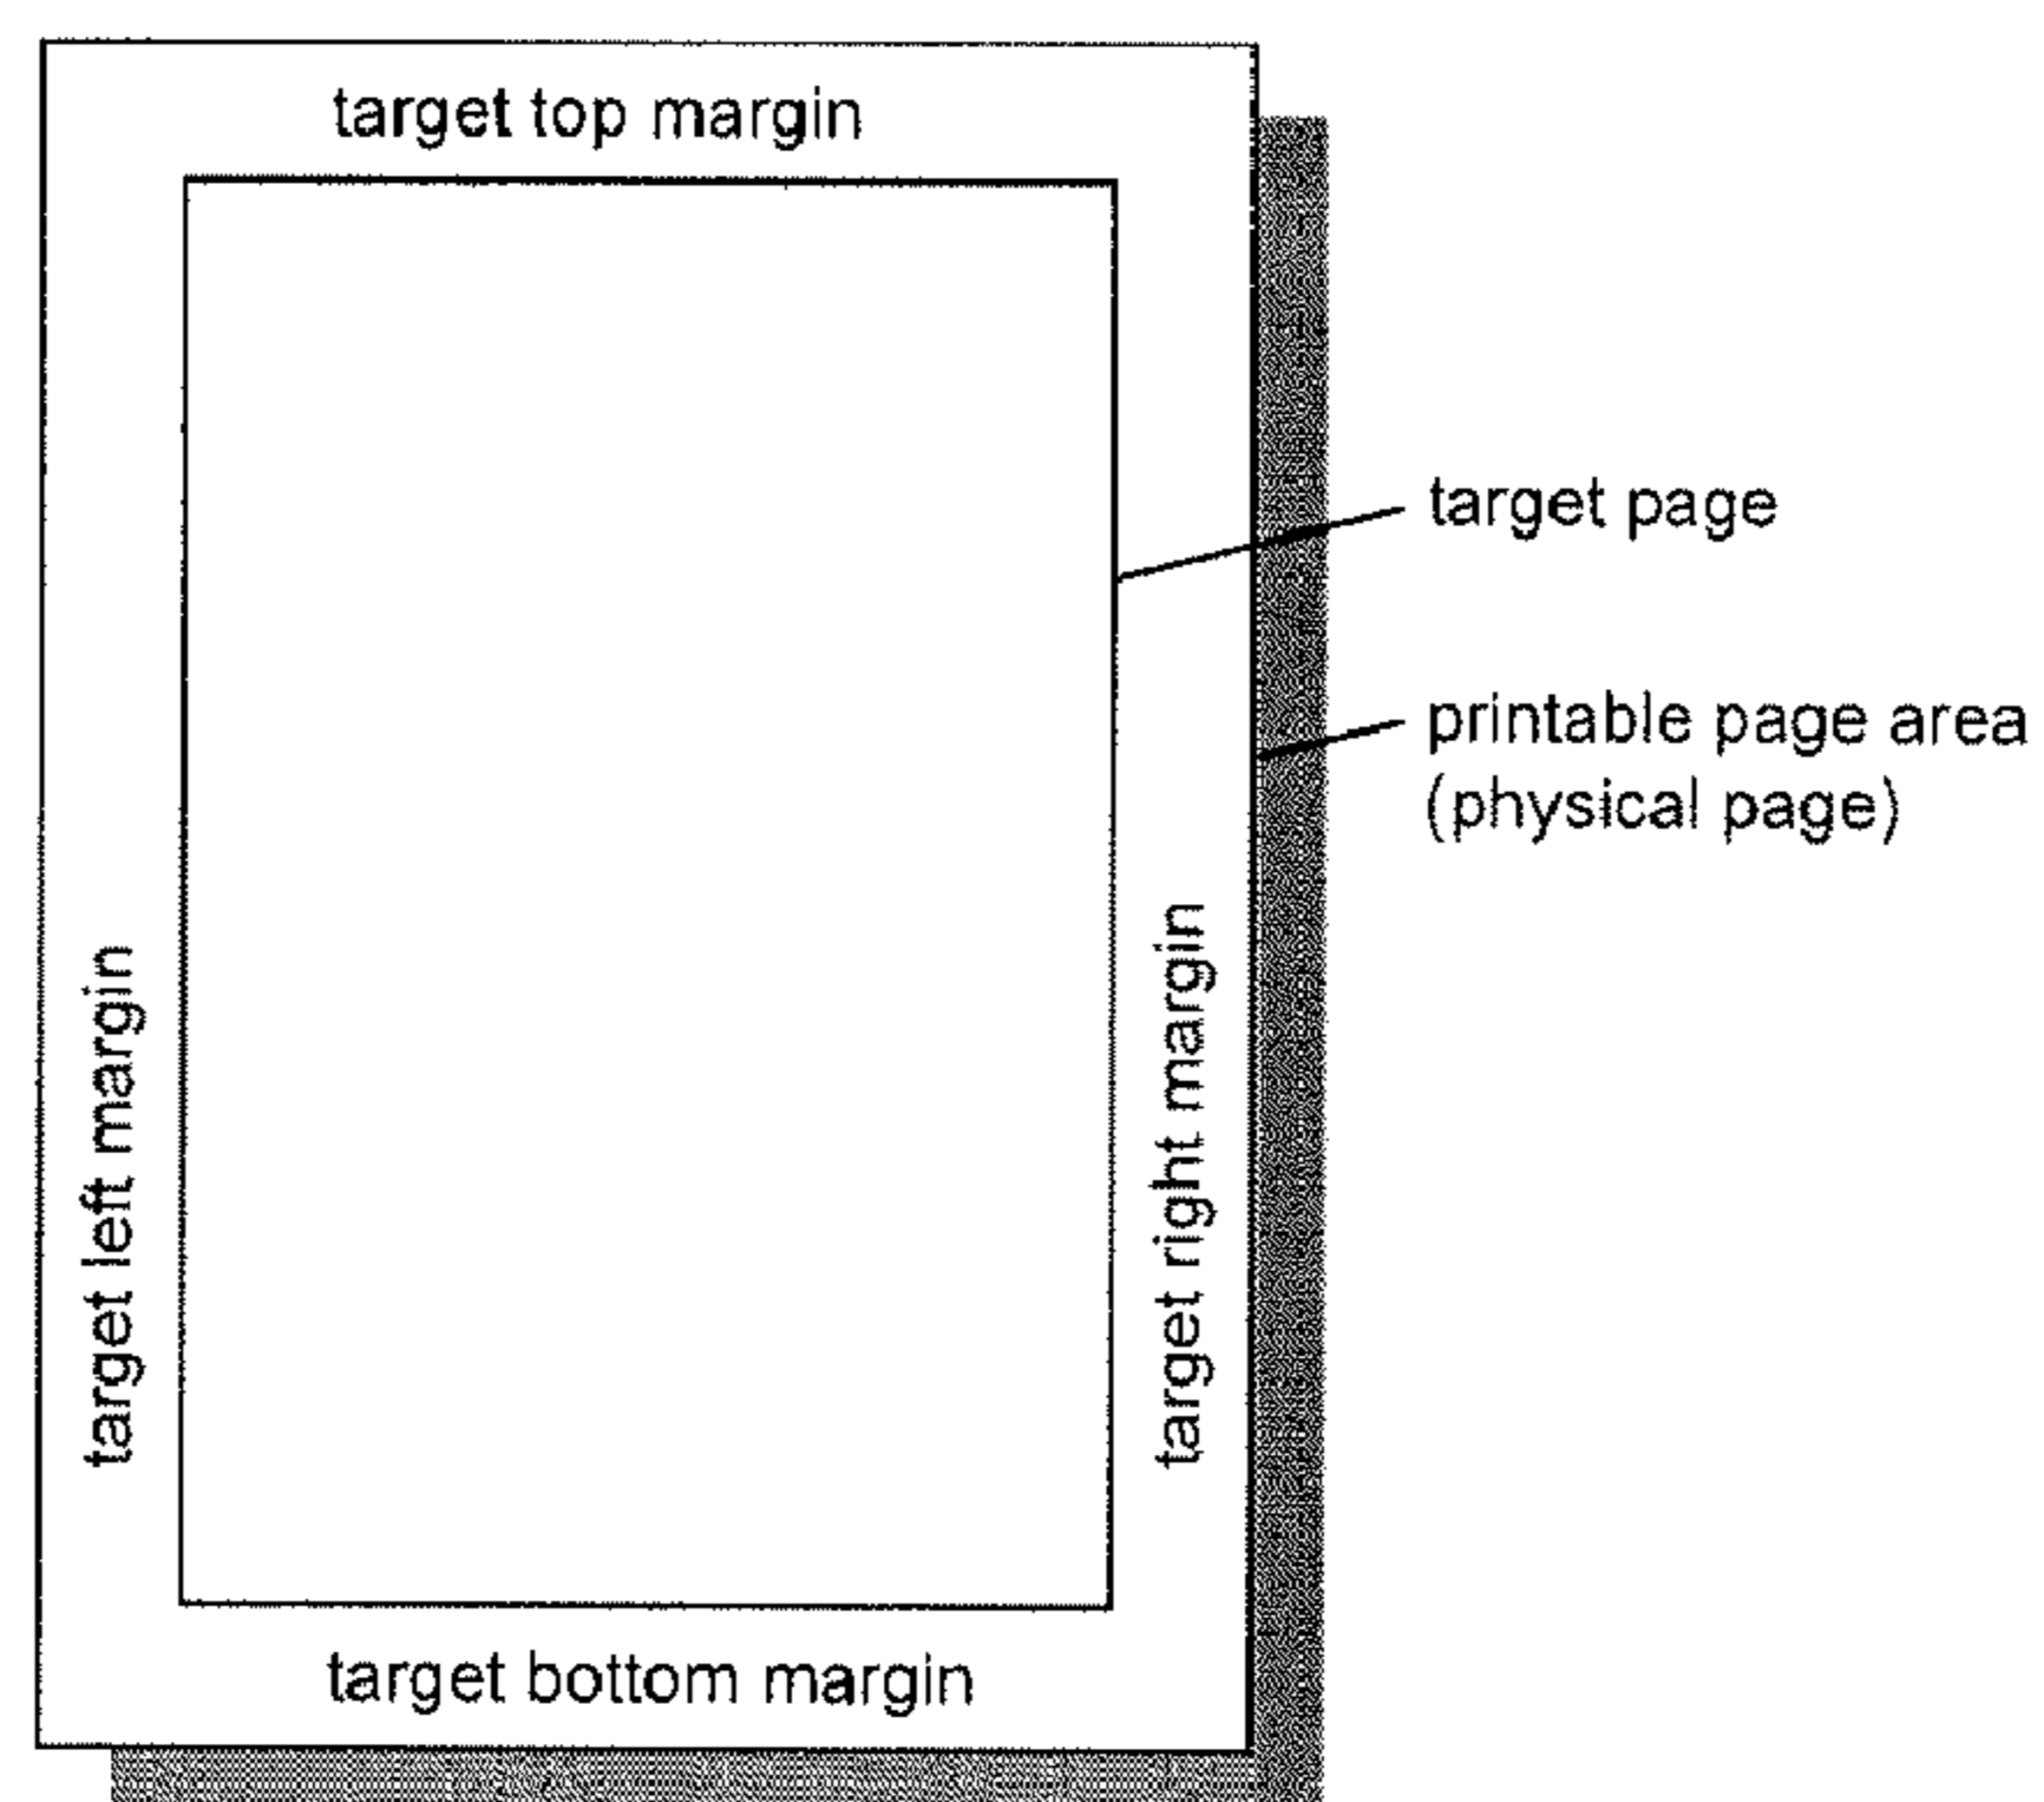 target top margin
target page
printable page area
(physical page)
target left margin
target right margin
target bottom margin